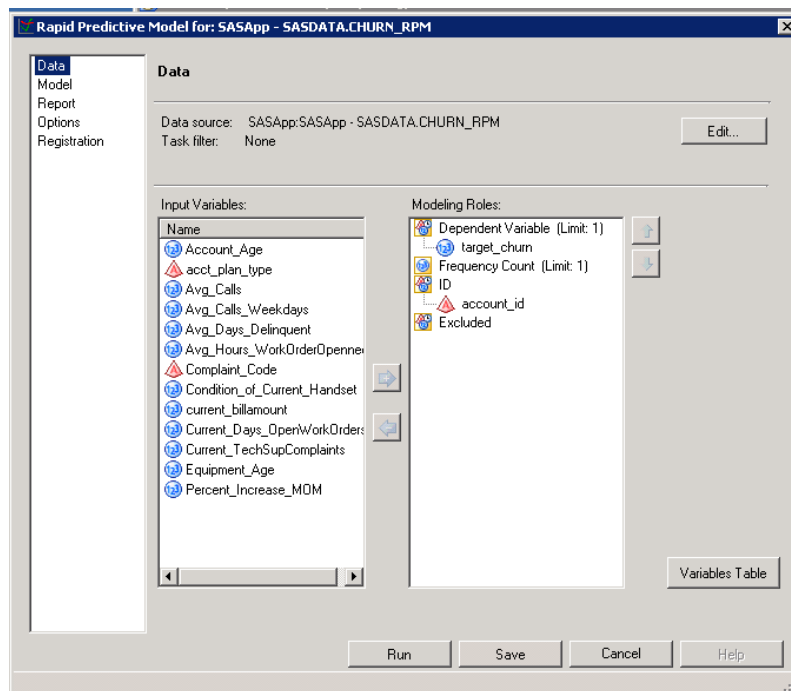 Rapid Predictive Model for: SASApp - SASDATA.CHURN_RPM
Data
Model
Report
Options
Registration
Data
Data source: SASApp:SASApp - SASDATA.CHURN_RPM
Task filter: None
Edit...
Input Variables:
Name
Account_Age
acct_plan_type
Avg_Calls
Avg_Calls_Weekdays
Avg_Days_Delinquent
Avg_Hours_WorkOrderOpenne
Complaint_Code
Condition_of_Current_Handset
current_billamount
Current_Days_OpenWorkOrders
Current_TechSupComplaints
Equipment_Age
Percent_Increase_MOM
Modeling Roles:
Dependent Variable (Limit: 1)
target_churn
Frequency Count (Limit: 1)
ID
account_id
Excluded
Variables Table
Run Save Cancel Help